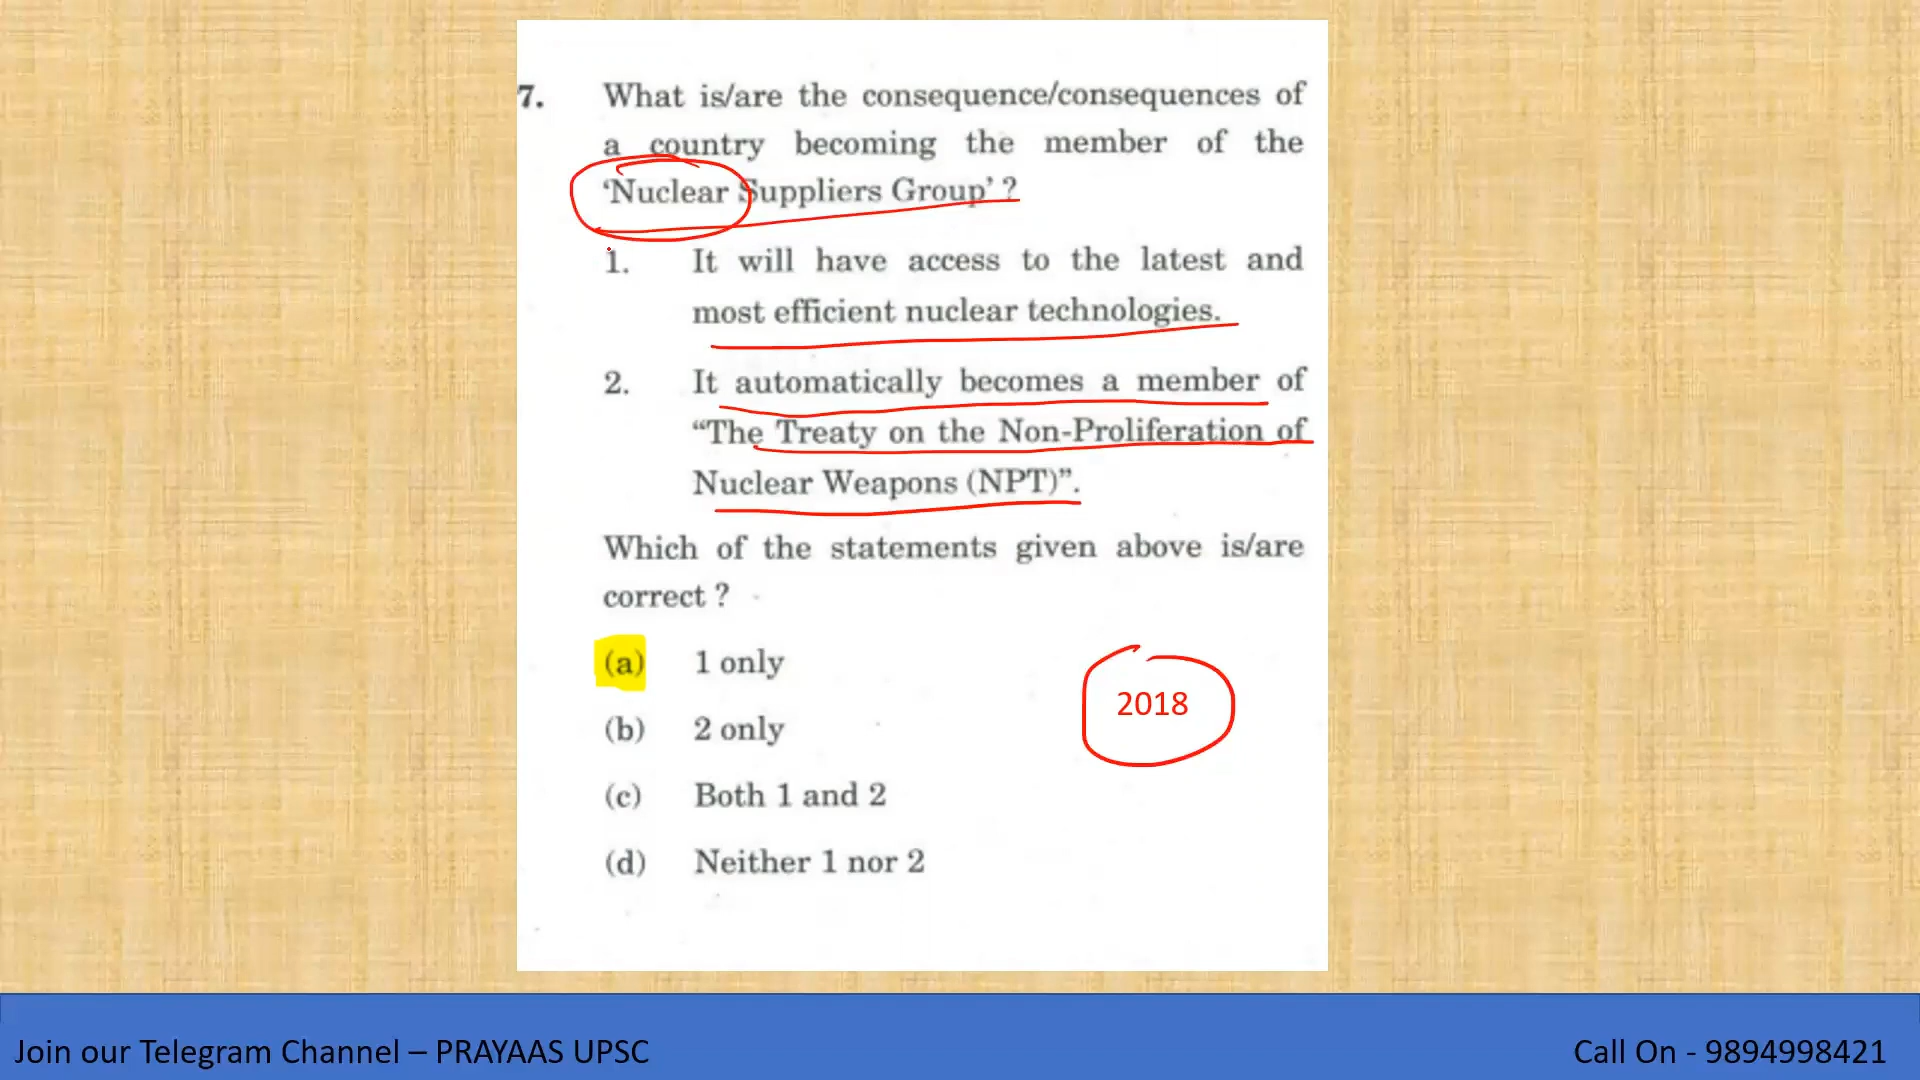 7. What is/are the consequence/consequences of
a country becoming the member of the
‘Nuclear Suppliers Group’ ?
1. It will have access to the latest and
most efficient nuclear technologies.
2. It automatically becomes a member of
“The Treaty on the Non-Proliferation of
Nuclear Weapons (NPT)”.
Which of the statements given above is/are
correct ?
(a) 1 only
(b) 2 only
(c) Both 1 and 2
(d) Neither 1 nor 2
2018
Join our Telegram Channel – PRAYAAS UPSC
Call On - 9894998421